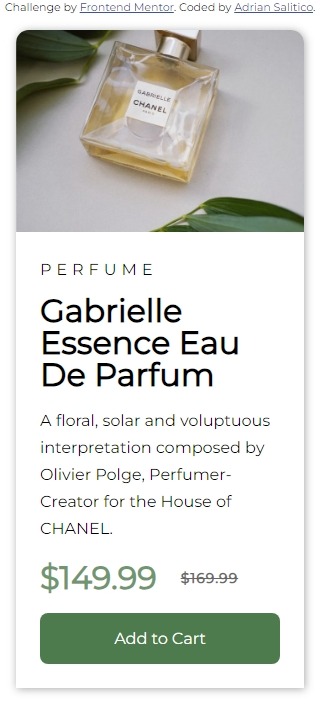 Challenge by Frontend Mentor. Coded by Adrian Salitico.
GABRIELLE
CHANEL
PARIS
PERFUME
Gabrielle
Essence Eau
De Parfum
A floral, solar and voluptuous
interpretation composed by
Olivier Polge, Perfumer-
Creator for the House of
CHANEL.
$149.99 $169.99
Add to Cart